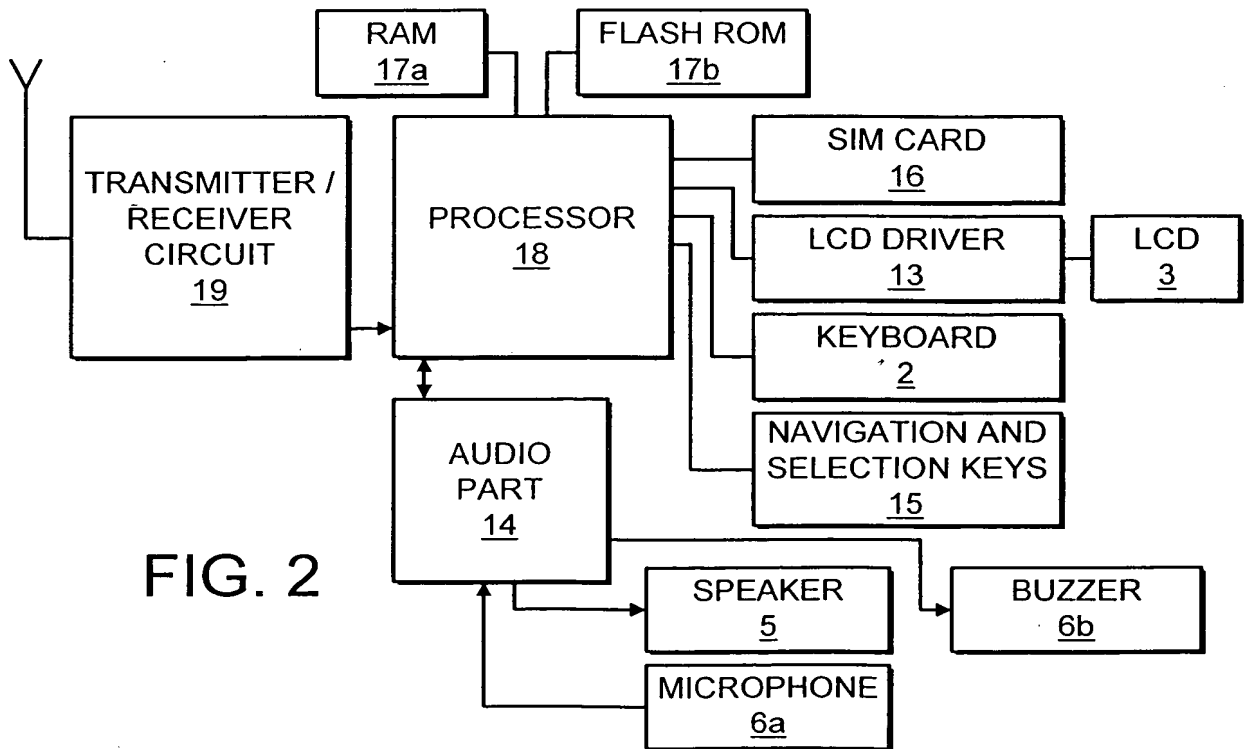 RAM
17a
FLASH ROM
17b
TRANSMITTER /
RECEIVER
CIRCUIT
19
PROCESSOR
18
SIM CARD
16
LCD DRIVER
13
LCD
3
KEYBOARD
2
NAVIGATION AND
SELECTION KEYS
15
AUDIO
PART
14
FIG. 2
SPEAKER
5
BUZZER
6b
MICROPHONE
6a